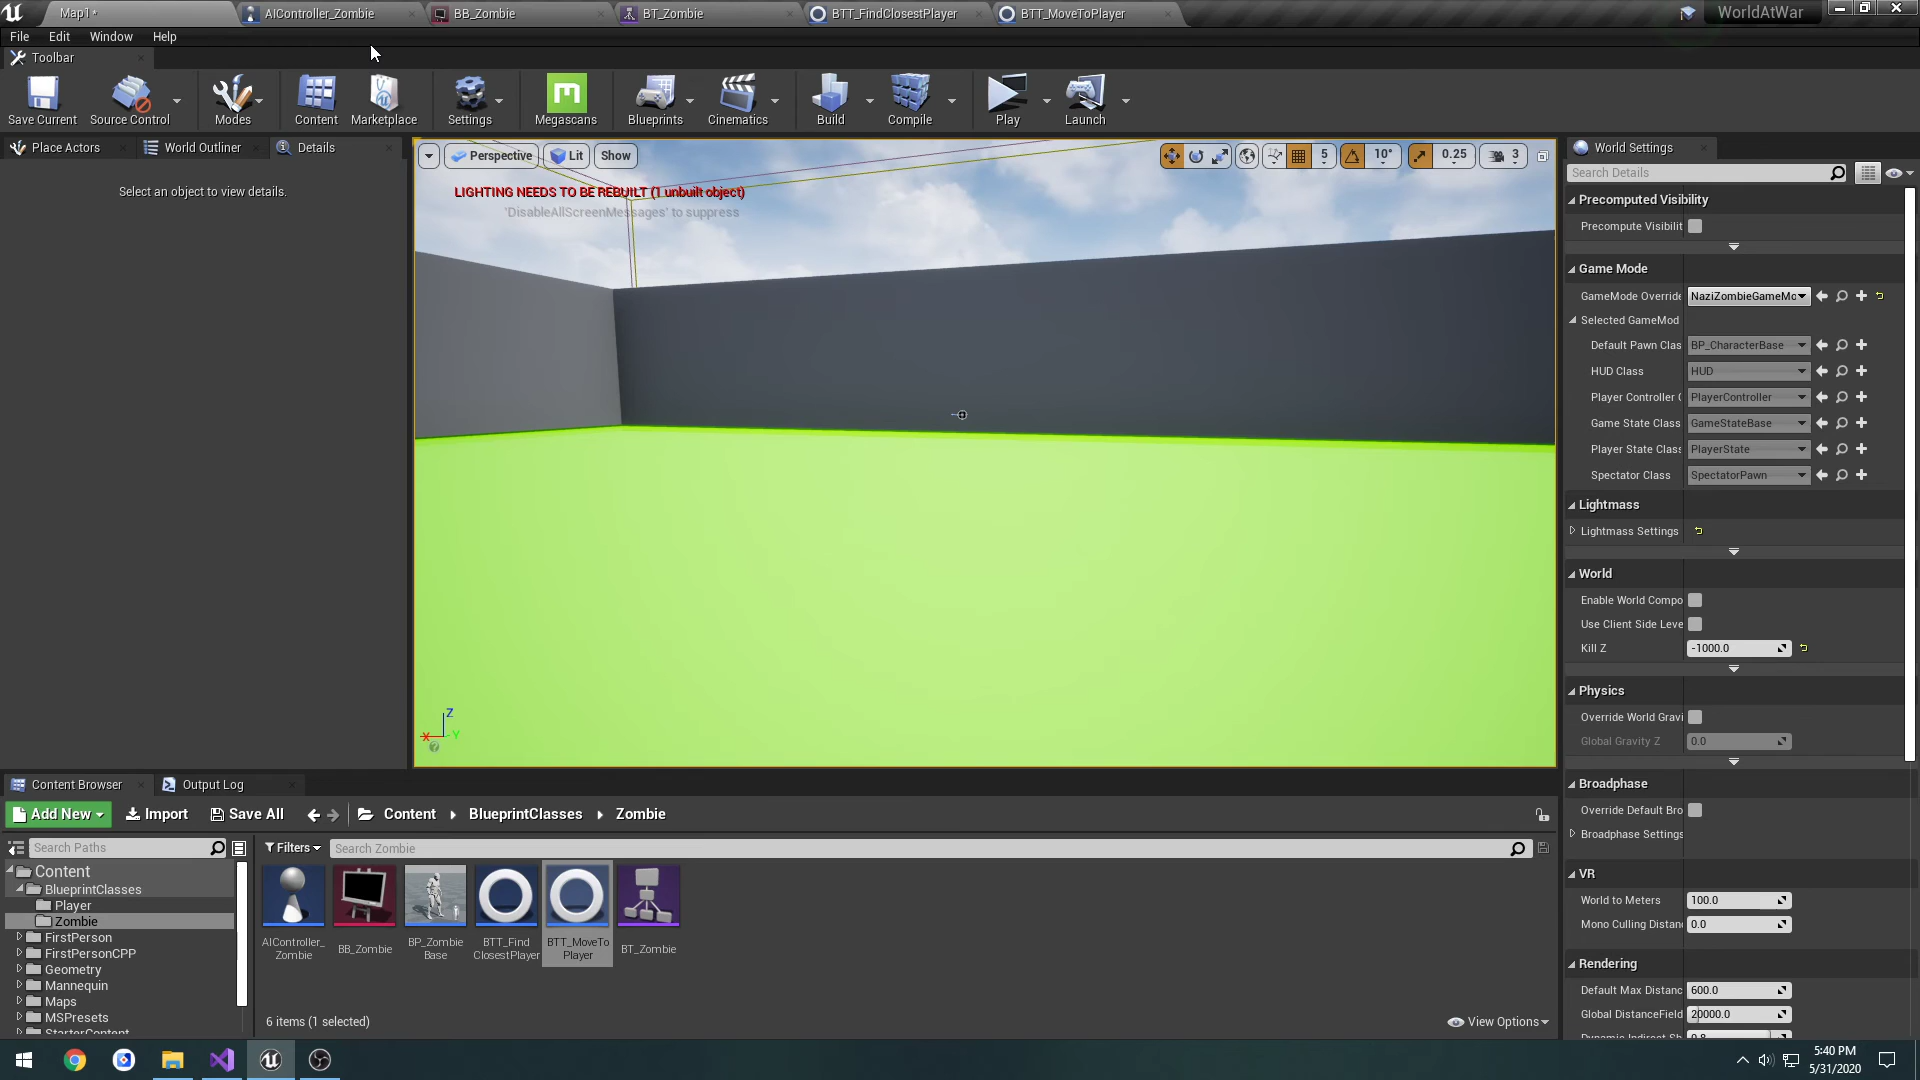 Map1*
AIController_Zombie
BB_Zombie
BT_Zombie
BTT_FindClosestPlayer
BTT_MoveToPlayer
WorldAtWar
File Edit Window Help
Toolbar
Save Current
Source Control
Modes
Content
Marketplace
Settings
Megascans
Blueprints
Cinematics
Build
Compile
Play
Launch
Place Actors
World Outliner
Details
Select an object to view details.
Perspective
Lit
Show
5
10°
0.25
3
LIGHTING NEEDS TO BE REBUILT (1 unbuilt object)
'DisableAllScreenMessages' to suppress
Z
X
Y
World Settings
Search Details
Precomputed Visibility
Precompute Visibilit
Game Mode
GameMode Override
NaziZombieGameMo
Selected GameMod
Default Pawn Clas
BP_CharacterBase
HUD Class
HUD
Player Controller C
PlayerController
Game State Class
GameStateBase
Player State Class
PlayerState
Spectator Class
SpectatorPawn
Lightmass
Lightmass Settings
World
Enable World Compo
Use Client Side Leve
Kill Z
-1000.0
Physics
Override World Gravi
Global Gravity Z
0.0
Broadphase
Override Default Bro
Broadphase Settings
VR
World to Meters
100.0
Mono Culling Distan
0.0
Rendering
Default Max Distanc
600.0
Global DistanceField
20000.0
Content Browser
Output Log
Add New
Import
Save All
Content
BlueprintClasses
Zombie
Search Paths
Filters
Search Zombie
Content
BlueprintClasses
Player
Zombie
FirstPerson
FirstPersonCPP
Geometry
Mannequin
Maps
MSPresets
StarterContent
AIController_
Zombie
BB_Zombie
BP_Zombie
Base
BTT_Find
ClosestPlayer
BTT_MoveTo
Player
BT_Zombie
6 items (1 selected)
View Options
5:40 PM
5/31/2020